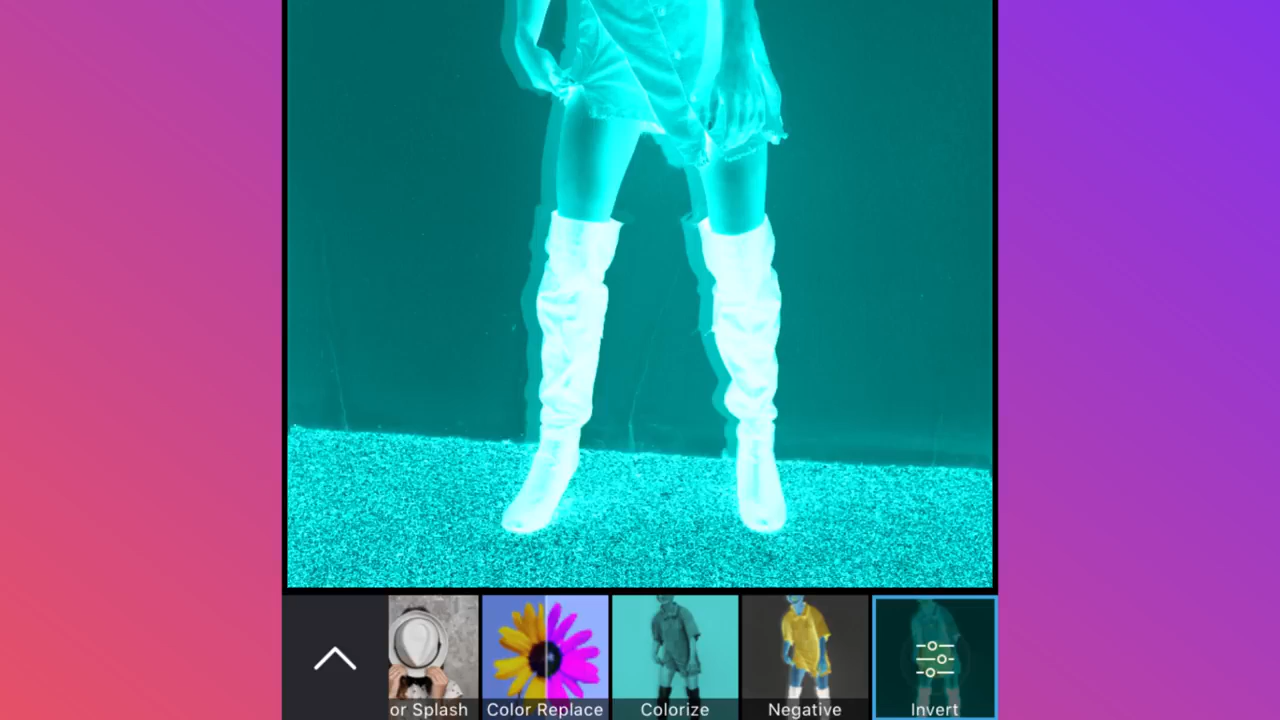 or Splash
Color Replace
Colorize
Negative
Invert